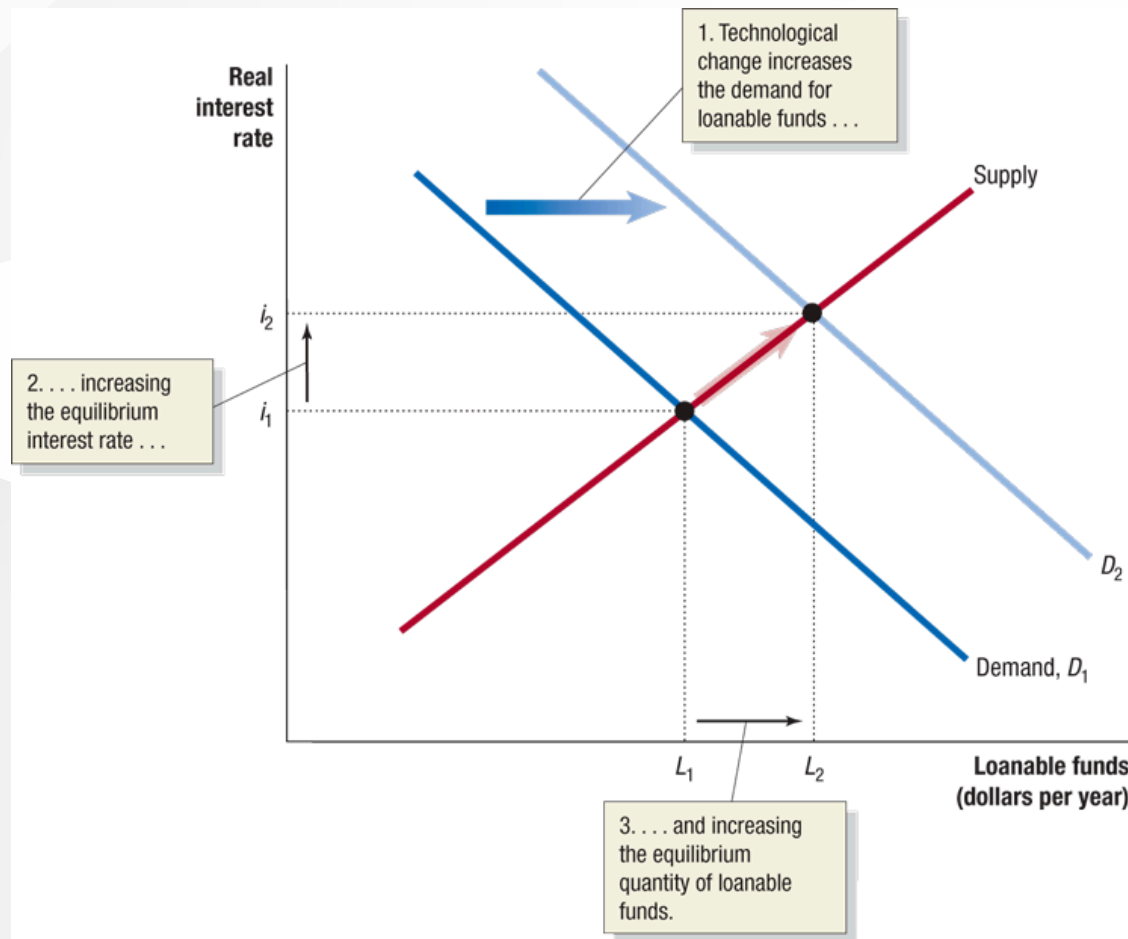 1. Technological
change increases
the demand for
loanable funds . . .
Real
interest
rate
Supply
i2
2. . . . increasing
the equilibrium
interest rate . . .
i1
D2
Demand, D1
L1
L2
Loanable funds
(dollars per year)
3. . . . and increasing
the equilibrium
quantity of loanable
funds.